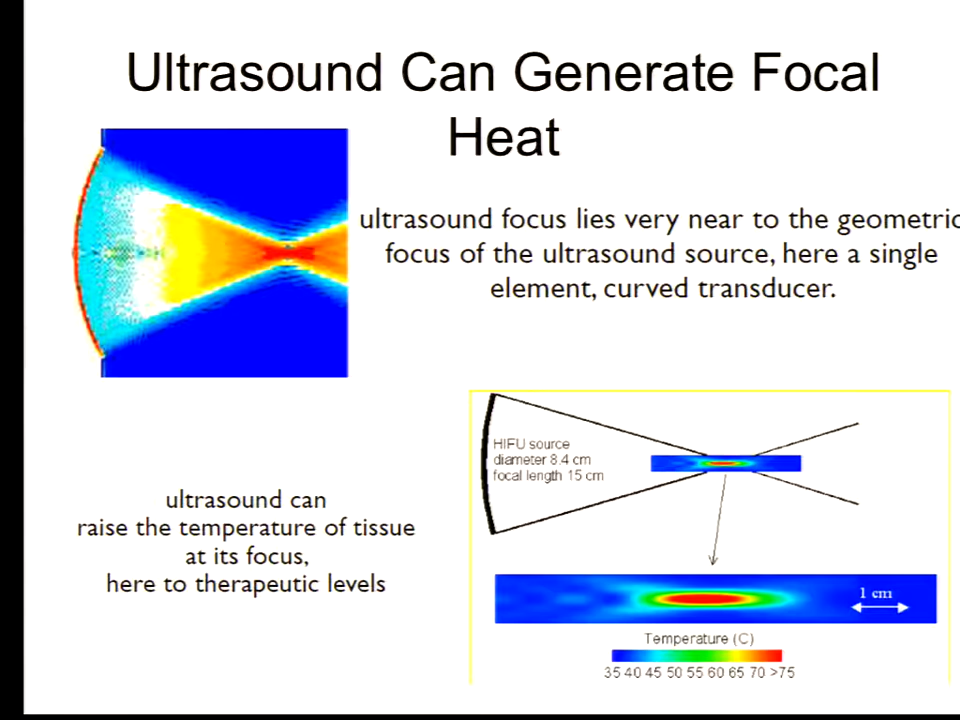 Ultrasound Can Generate Focal
Heat
ultrasound focus lies very near to the geometric
focus of the ultrasound source, here a single
element, curved transducer.
HIFU source
diameter 8.4 cm
focal length 15 cm
ultrasound can
raise the temperature of tissue
at its focus,
here to therapeutic levels
1 cm
Temperature (C)
35 40 45 50 55 60 65 70 >75